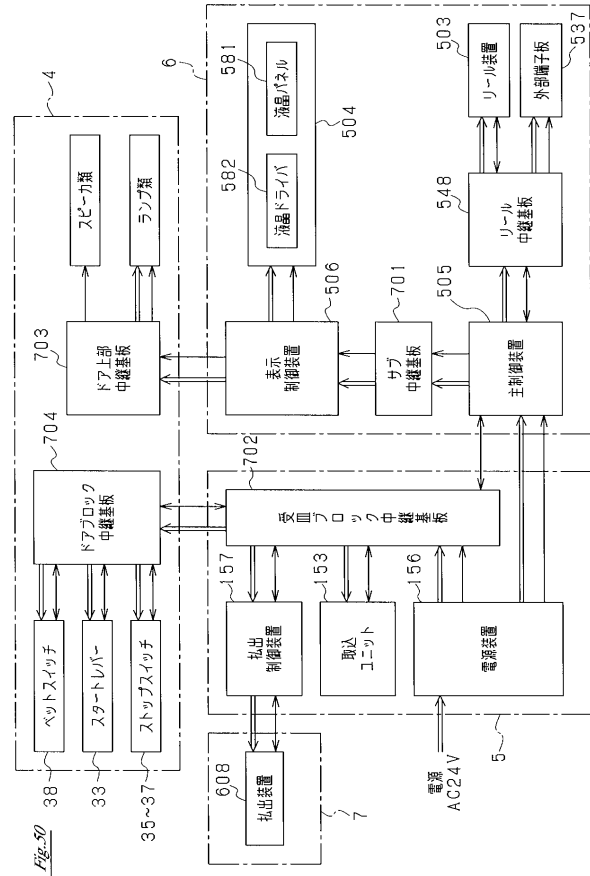 Fig.50
4
スピーカ類
ランプ類
703
ドア上部
中継基板
704
ドアブロック
中継基板
ベットスイッチ
38
スタートレバー
33
ストップスイッチ
35~37
6
581
液晶パネル
582
液晶ドライバ
504
503
リール装置
外部端子板
537
548
リール
中継基板
506
表示
制御装置
701
サブ
中継基板
505
主制御装置
702
受皿ブロック中継基板
157
払出
制御装置
153
取込
ユニット
156
電源装置
5
608
払出装置
7
電源
AC24V